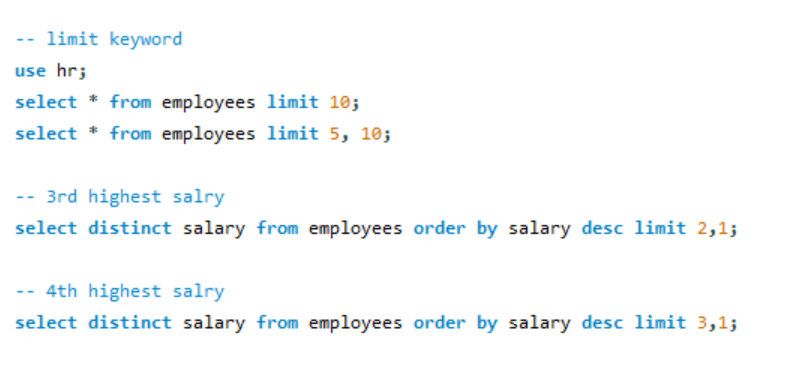 -- limit keyword
use hr;
select * from employees limit 10;
select * from employees limit 5, 10;
-- 3rd highest salry
select distinct salary from employees order by salary desc limit 2,1;
-- 4th highest salry
select distinct salary from employees order by salary desc limit 3,1;